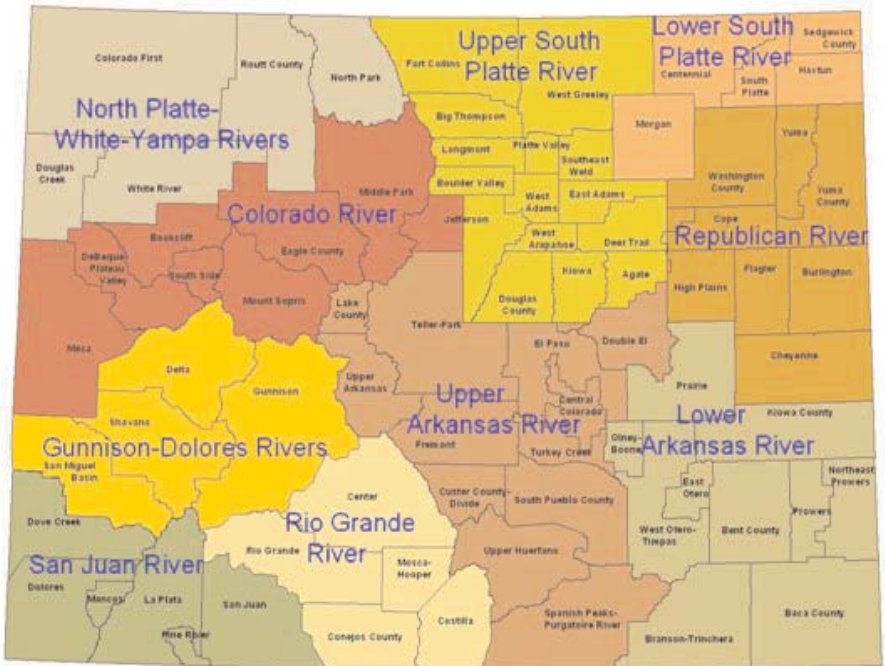 Colorado First
Routt County
North Park
North Platte-
White-Yampa Rivers
Douglas
Creek
White River
Fort Collins
Upper South
Platte River
West Greeley
Big Thompson
Longmont
Platte Valley
Southeast
Weld
Boulder Valley
West
Adams
East Adams
Jefferson
West
Arapahoe
Deer Trail
Douglas
County
Kiowa
Agate
Lower South
Platte River
Sedgewick
County
Centennial
South
Platte
Haxtun
Morgan
Yuma
Washington
County
Yuma
County
Cope
Republican River
High Plains
Flagler
Burlington
Cheyenne
Middle Park
Colorado River
Bookcliff
Eagle County
DeBeque-
Plateau
Valley
South Side
Mount Sopris
Mesa
Lake
County
Teller-Park
El Paso
Double El
Upper
Arkansas
Upper
Arkansas River
Central
Colorado
Fremont
Turkey Creek
Custer County-
Divide
South Pueblo County
Upper Huerfano
Spanish Peaks-
Purgatoire River
Prairie
Kiowa County
Lower
Arkansas River
Olney-
Boone
East
Otero
Northeast
Prowers
Prowers
West Otero-
Timpas
Bent County
Branson-Trinchera
Baca County
Delta
Gunnison
Shavano
Gunnison-Dolores Rivers
San Miguel
Basin
Center
Rio Grande
River
Rio Grande
Mosca-
Hooper
Conejos County
Costilla
Dove Creek
San Juan River
Dolores
Mancos
La Plata
San Juan
Pine River